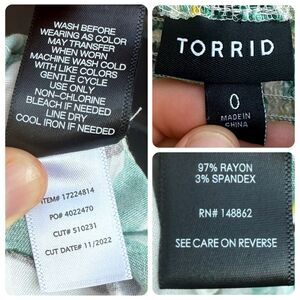 WASH BEFORE
WEARING AS COLOR
MAY TRANSFER
WHEN WORN
MACHINE WASH COLD
WITH LIKE COLORS
GENTLE CYCLE
USE ONLY
NON-CHLORINE
BLEACH IF NEEDED
LINE DRY
COOL IRON IF NEEDED
ITEM# 17224814
PO# 4022470
CUT# 510231
CUT DATE# 11/2022
TORRID
0
MADE IN
CHINA
97% RAYON
3% SPANDEX
RN# 148862
SEE CARE ON REVERSE